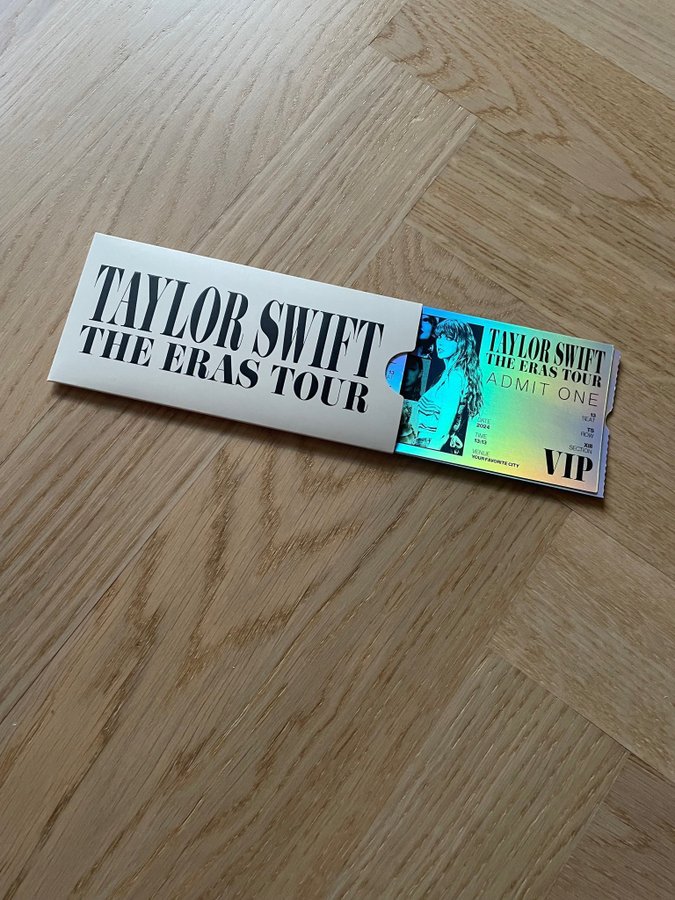 TAYLOR SWIFT
THE ERAS TOUR
TAYLOR SWIFT
THE ERAS TOUR
ADMIT ONE
DATE
2024
TIME
13:13
VENUE
YOUR FAVORITE CITY
13
SEAT
TS
ROW
XIII
SECTION
VIP